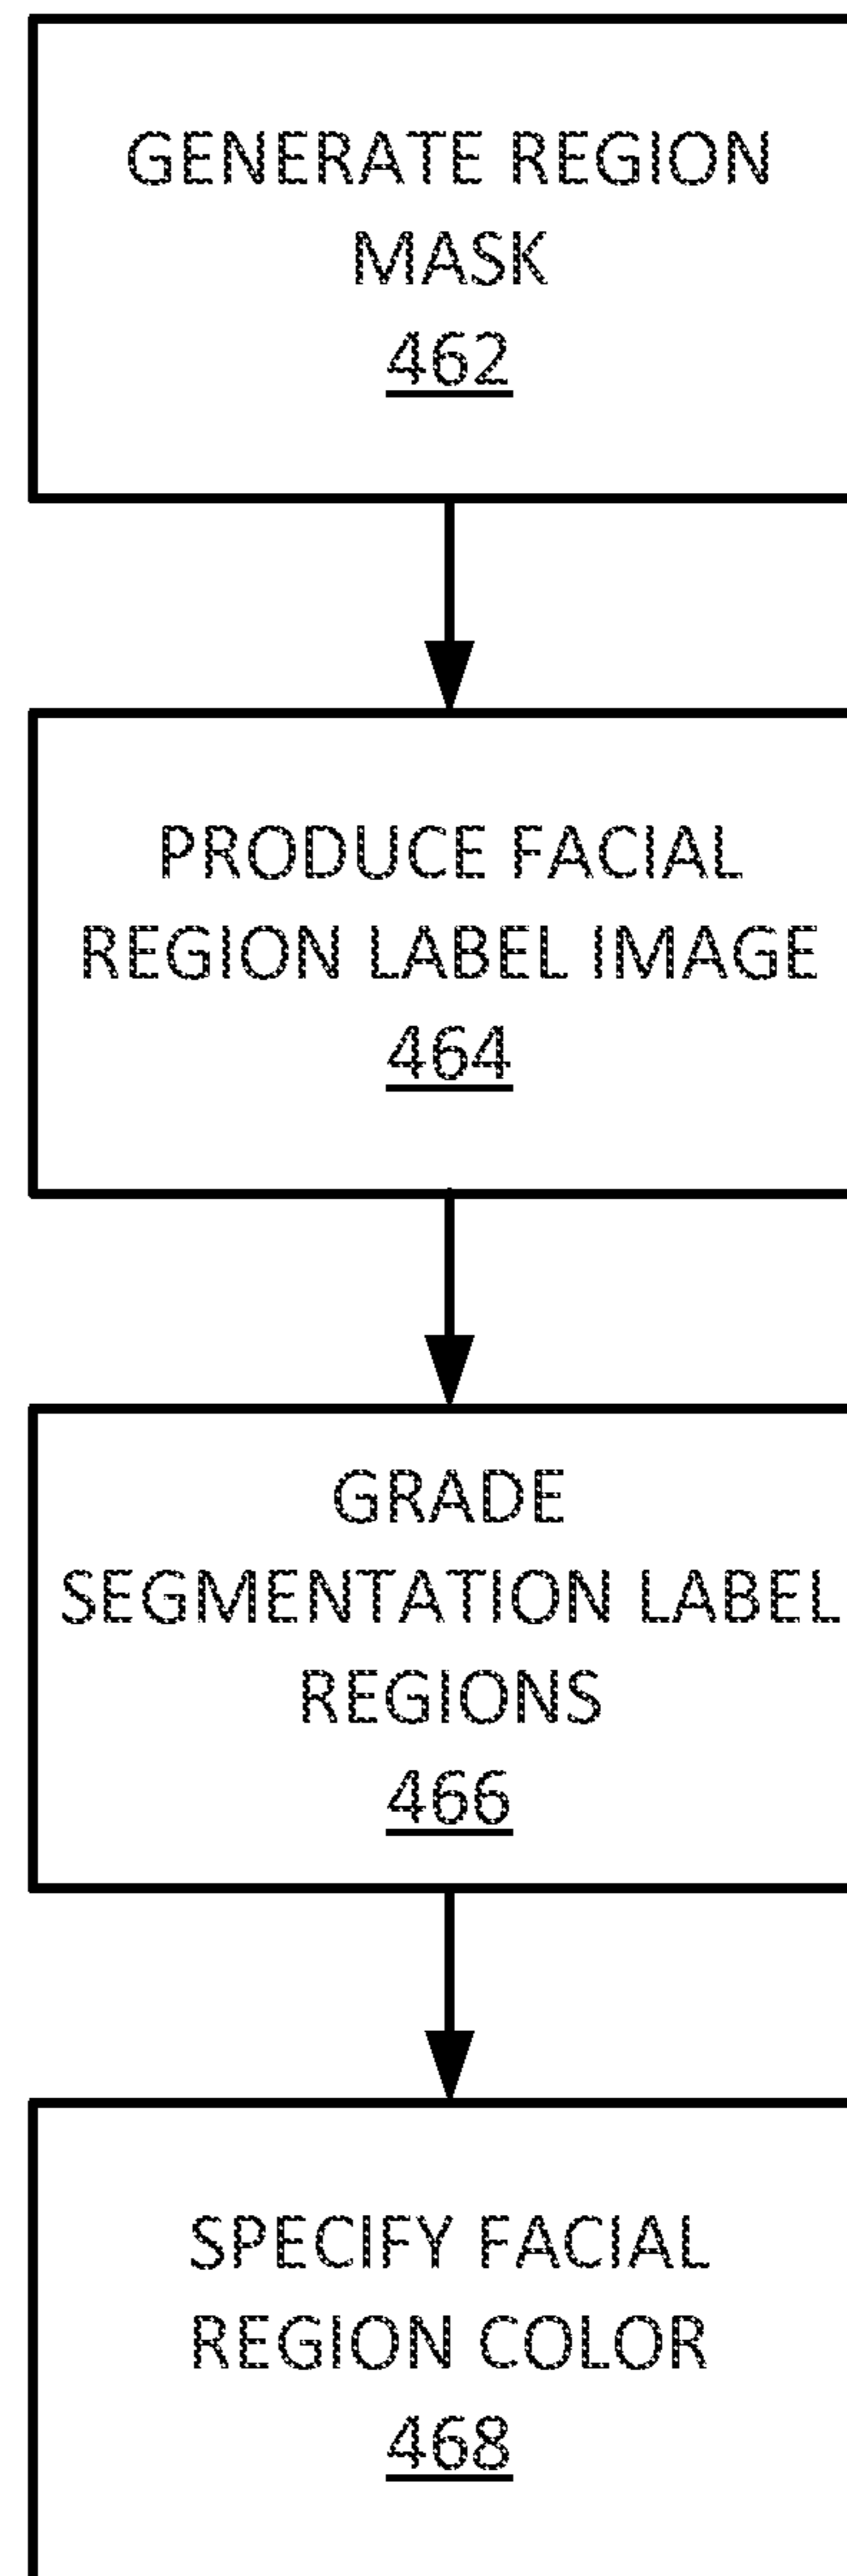 GENERATE REGION
MASK
462
PRODUCE FACIAL
REGION LABEL IMAGE
464
GRADE
SEGMENTATION LABEL
REGIONS
466
SPECIFY FACIAL
REGION COLOR
468